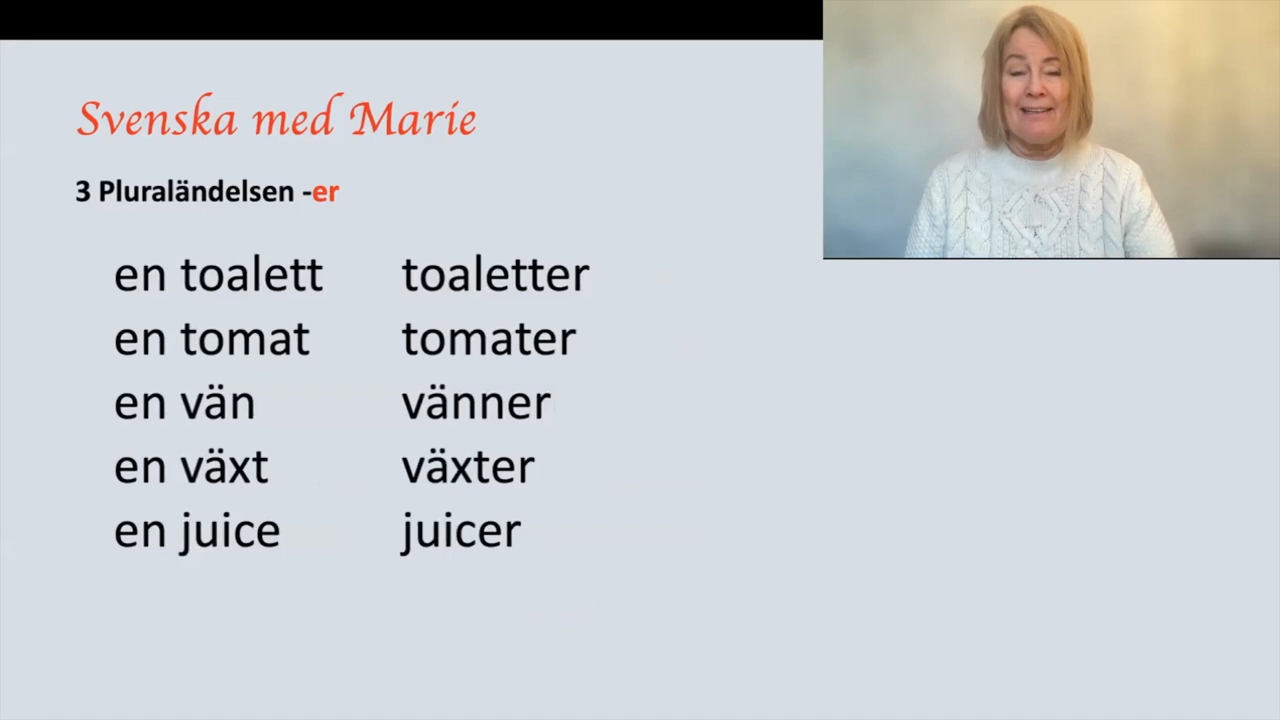 Svenska med Marie
3 Pluraländelsen -er
en toalett toaletter
en tomat tomater
en vän vänner
en växt växter
en juice juicer